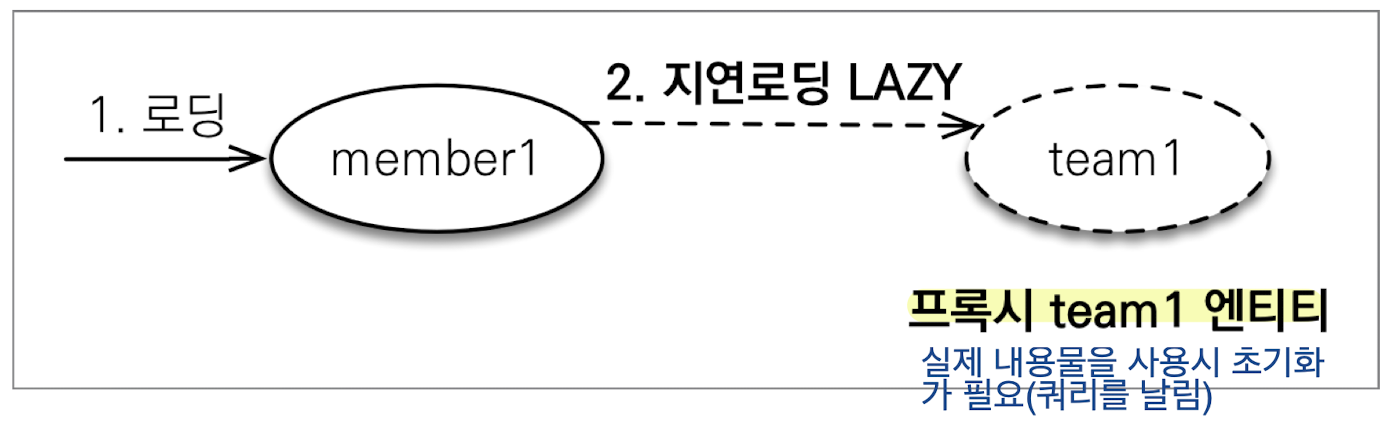 1. 로딩
member1
2. 지연로딩 LAZY
team1
프록시 team1 엔티티
실제 내용물을 사용시 초기화
가 필요(쿼리를 날림)